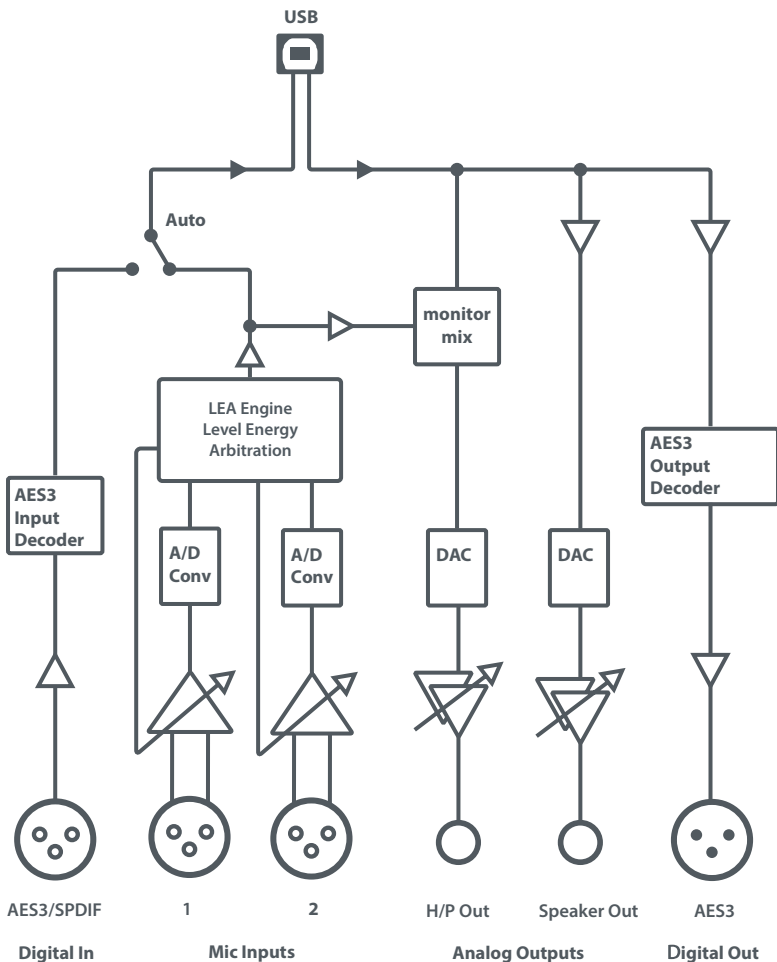 USB
Auto
monitor
mix
LEA Engine
Level Energy
Arbitration
AES3
Input
Decoder
A/D
Conv
A/D
Conv
DAC
DAC
AES3
Output
Decoder
AES3/SPDIF
1
2
H/P Out
Speaker Out
AES3
Digital In
Mic Inputs
Analog Outputs
Digital Out